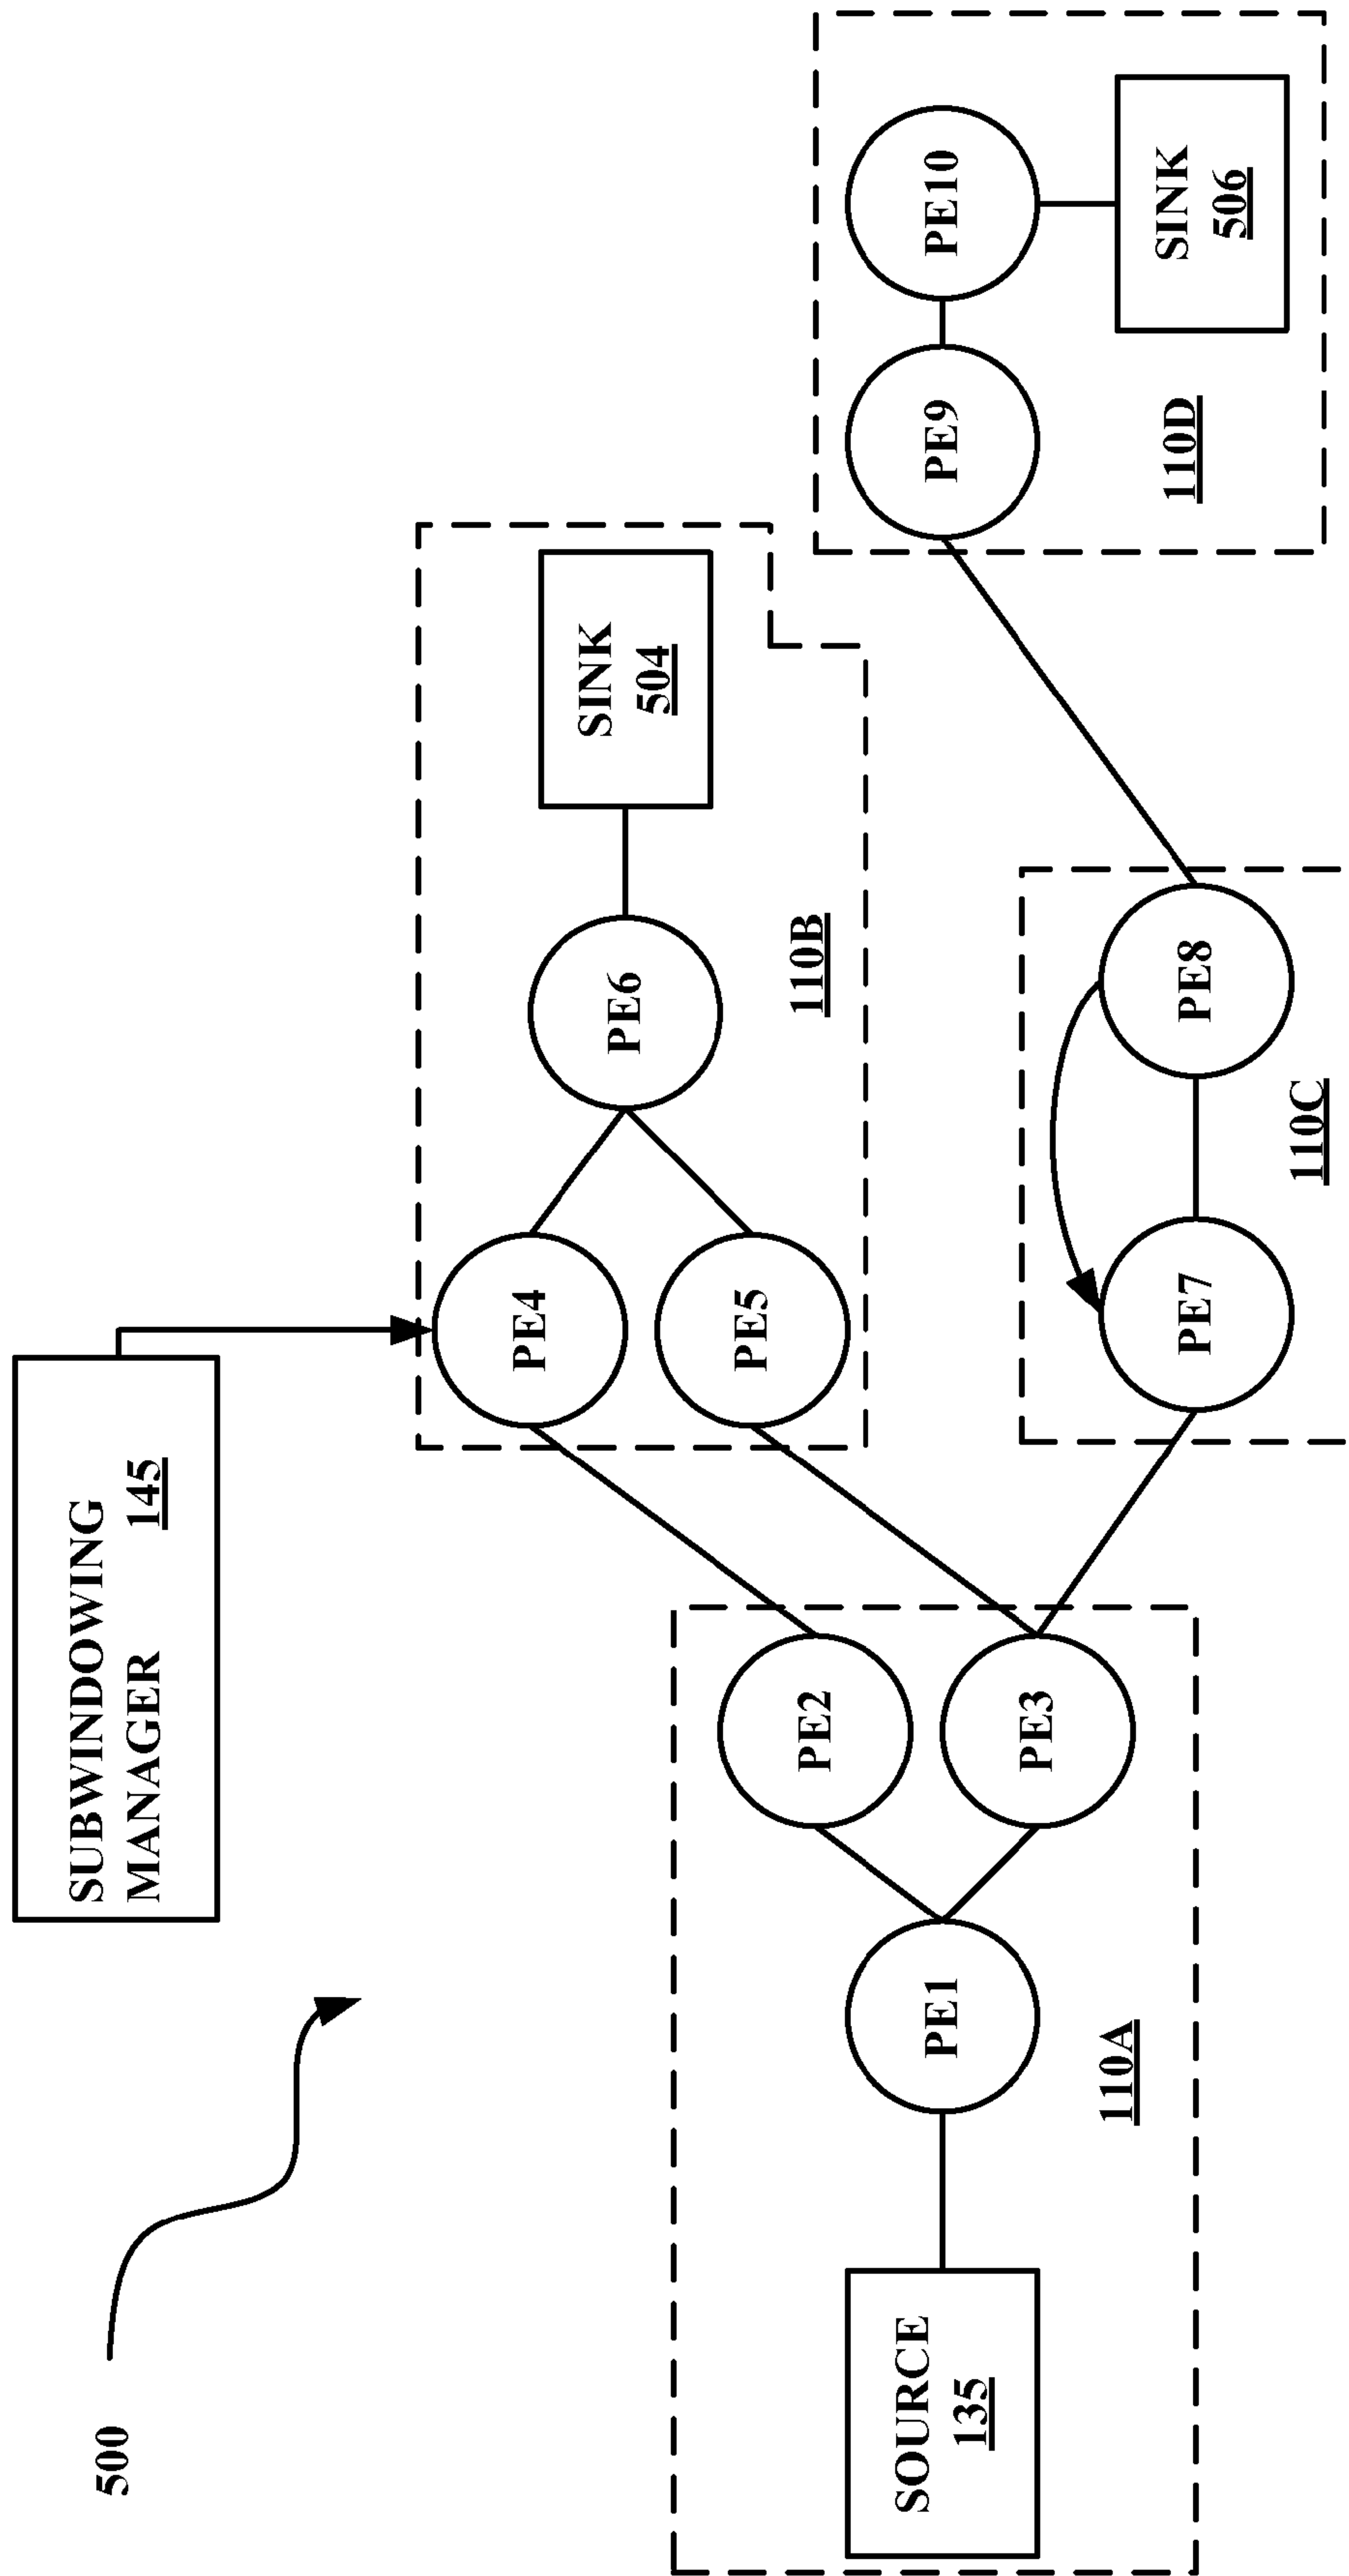 500
SUBWINDOWING
MANAGER 145
SOURCE
135
PE1
110A
PE2
PE3
PE4
PE5
PE6
SINK
504
110B
PE7
PE8
110C
PE9
PE10
SINK
506
110D